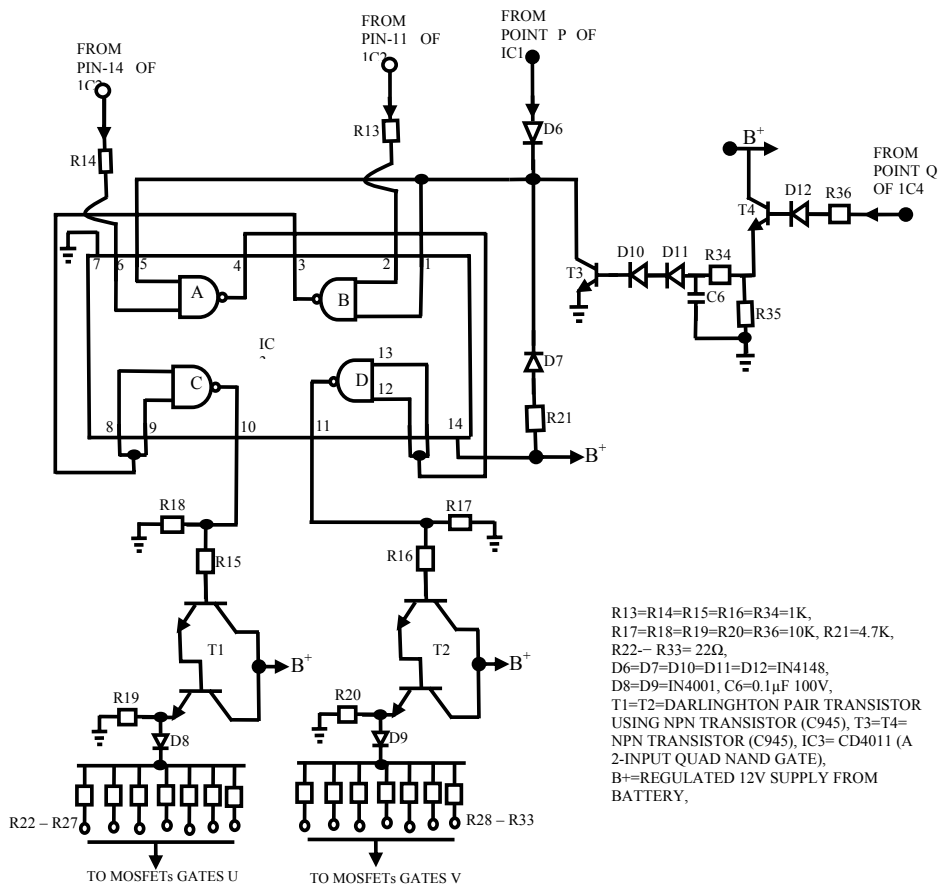 FROM
PIN-14 OF
1C2
FROM
PIN-11 OF
1C2
FROM
POINT P OF
IC1
R14
R13
D6
B+
FROM
POINT Q
OF 1C4
D12
R36
T4
7
6
5
4
3
2
1
A
B
T3
D10
D11
R34
C6
R35
IC
C
D
13
12
D7
R21
8
9
10
11
14
B+
R18
R15
R17
R16
T1
B+
T2
B+
R19
D8
R20
D9
R22 – R27
R28 – R33
TO MOSFETs GATES U
TO MOSFETs GATES V
R13=R14=R15=R16=R34=1K,
R17=R18=R19=R20=R36=10K, R21=4.7K,
R22-– R33= 22Ω,
D6=D7=D10=D11=D12=IN4148,
D8=D9=IN4001, C6=0.1µF 100V,
T1=T2=DARLINGHTON PAIR TRANSISTOR
USING NPN TRANSISTOR (C945), T3=T4=
NPN TRANSISTOR (C945), IC3= CD4011 (A
2-INPUT QUAD NAND GATE),
B+=REGULATED 12V SUPPLY FROM
BATTERY,